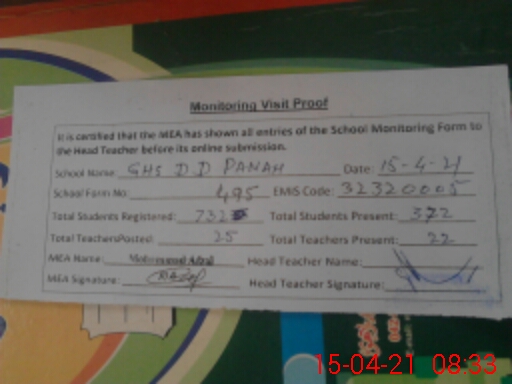 Monitoring Visit Proof
It is certified that the MEA has shown all entries of the School Monitoring Form to
the Head Teacher before its online submission.
School Name GHS D D PANAH Date: 15-4-21
School Form No: 495 EMIS Code: 32320005
Total Students Registered: 732 Total Students Present: 372
Total TeachersPosted: 25 Total Teachers Present: 22
MEA Name: Head Teacher Name:
MEA Signature: Head Teacher Signature:
15-04-21 08:33